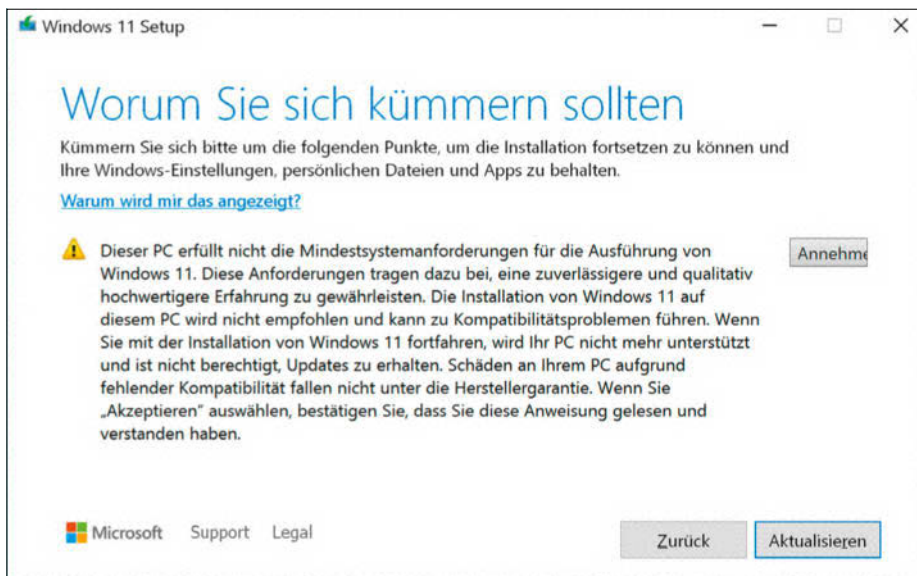 Windows 11 Setup
Worum Sie sich kümmern sollten
Kümmern Sie sich bitte um die folgenden Punkte, um die Installation fortsetzen zu können und
Ihre Windows-Einstellungen, persönlichen Dateien und Apps zu behalten.
Warum wird mir das angezeigt?
Dieser PC erfüllt nicht die Mindestsystemanforderungen für die Ausführung von
Windows 11. Diese Anforderungen tragen dazu bei, eine zuverlässigere und qualitativ
hochwertigere Erfahrung zu gewährleisten. Die Installation von Windows 11 auf
diesem PC wird nicht empfohlen und kann zu Kompatibilitätsproblemen führen. Wenn
Sie mit der Installation von Windows 11 fortfahren, wird Ihr PC nicht mehr unterstützt
und ist nicht berechtigt, Updates zu erhalten. Schäden an Ihrem PC aufgrund
fehlender Kompatibilität fallen nicht unter die Herstellergarantie. Wenn Sie
„Akzeptieren" auswählen, bestätigen Sie, dass Sie diese Anweisung gelesen und
verstanden haben.
Annehme
Microsoft Support Legal
Zurück Aktualisieren